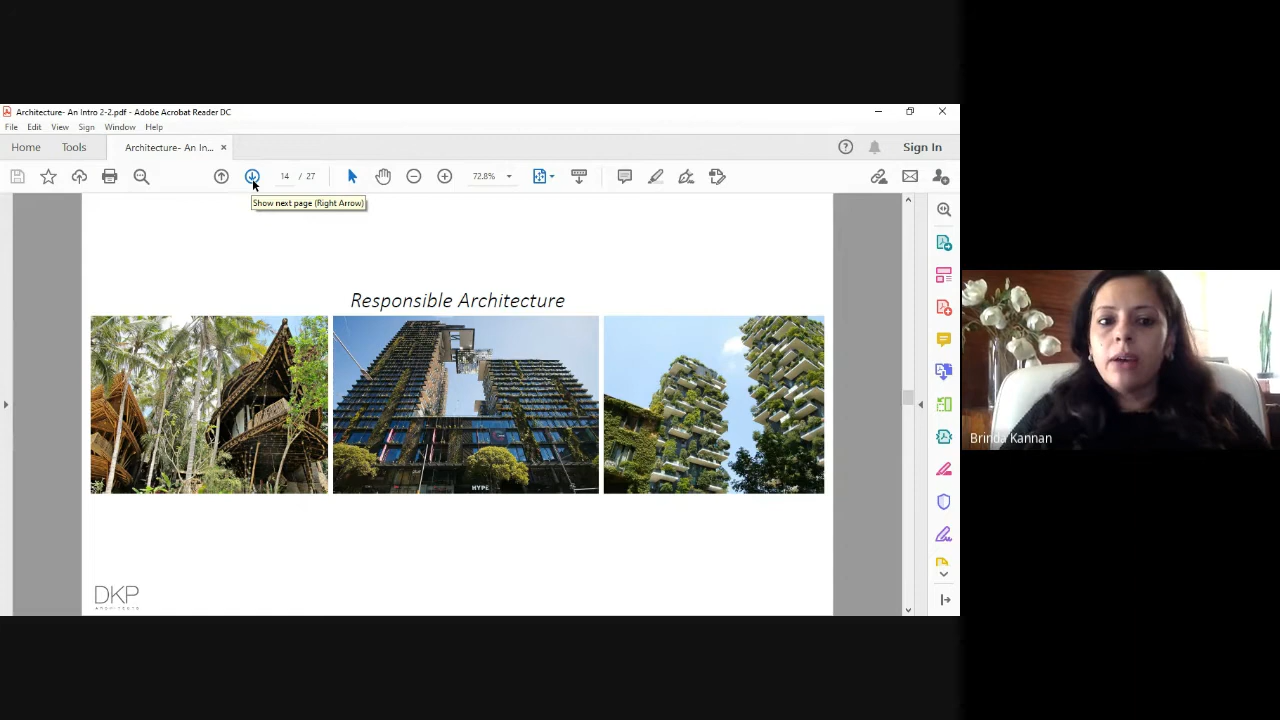 Architecture- An Intro 2-2.pdf - Adobe Acrobat Reader DC
File Edit View Sign Window Help
Home Tools Architecture- An In... × Sign In
14 / 27 72.8%
Show next page (Right Arrow)
Responsible Architecture
HYPE
Brinda Kannan
DKP
ARCHITECTS